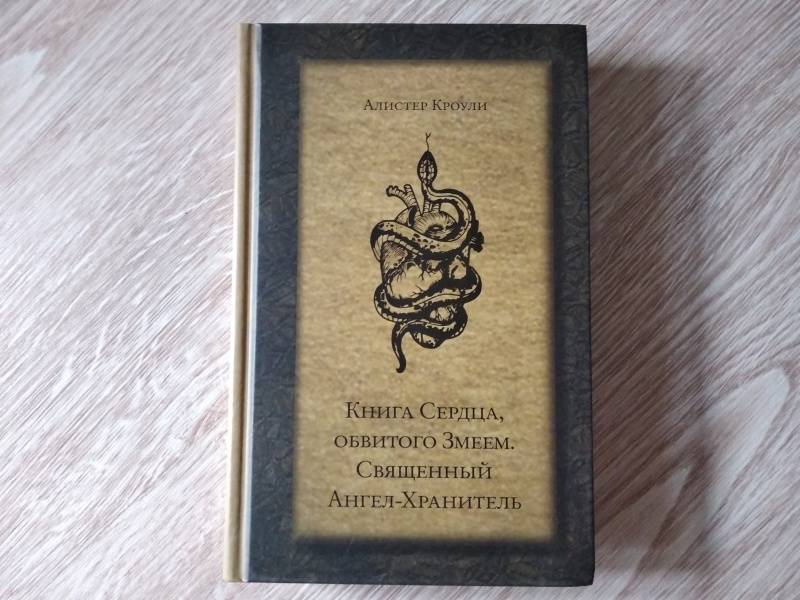 Алистер Кроули
Книга Сердца,
обвитого Змеем.
Священный
Ангел-Хранитель